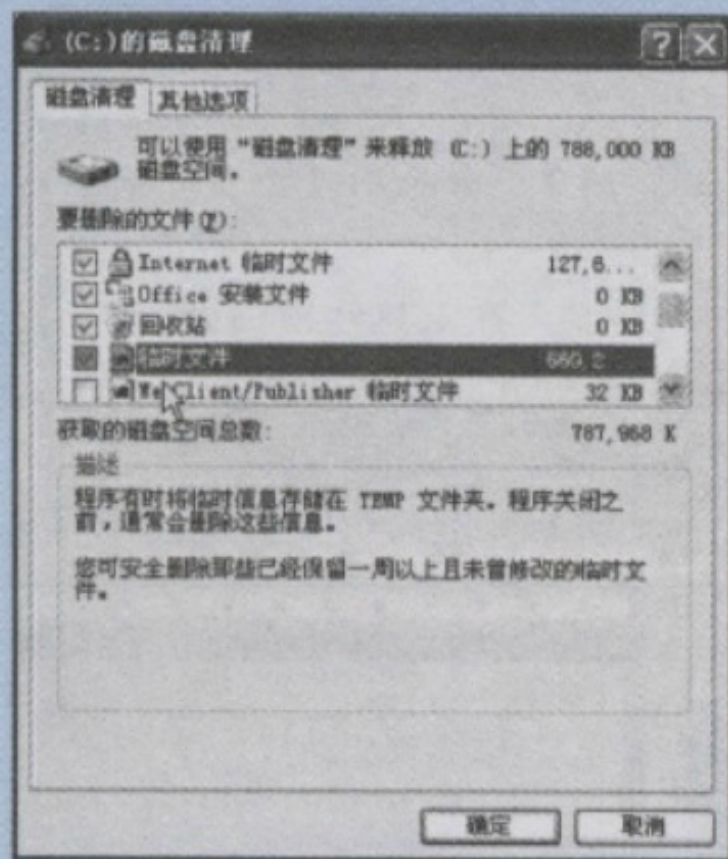 (C:)的磁盘清理
磁盘清理 其他选项
可以使用“磁盘清理”来释放 (C:) 上的 788,000 KB
磁盘空间。
要删除的文件(F):
Internet 临时文件 127,6...
Office 安装文件 0 KB
回收站 0 KB
临时文件 660,2
WebClient/Publisher 临时文件 32 KB
获取的磁盘空间总数: 787,968 K
描述
程序有时将临时信息存储在 TEMP 文件夹。程序关闭之
前，通常会删除这些信息。
您可安全删除那些已经保留一周以上且未曾修改的临时文
件。
确定 取消